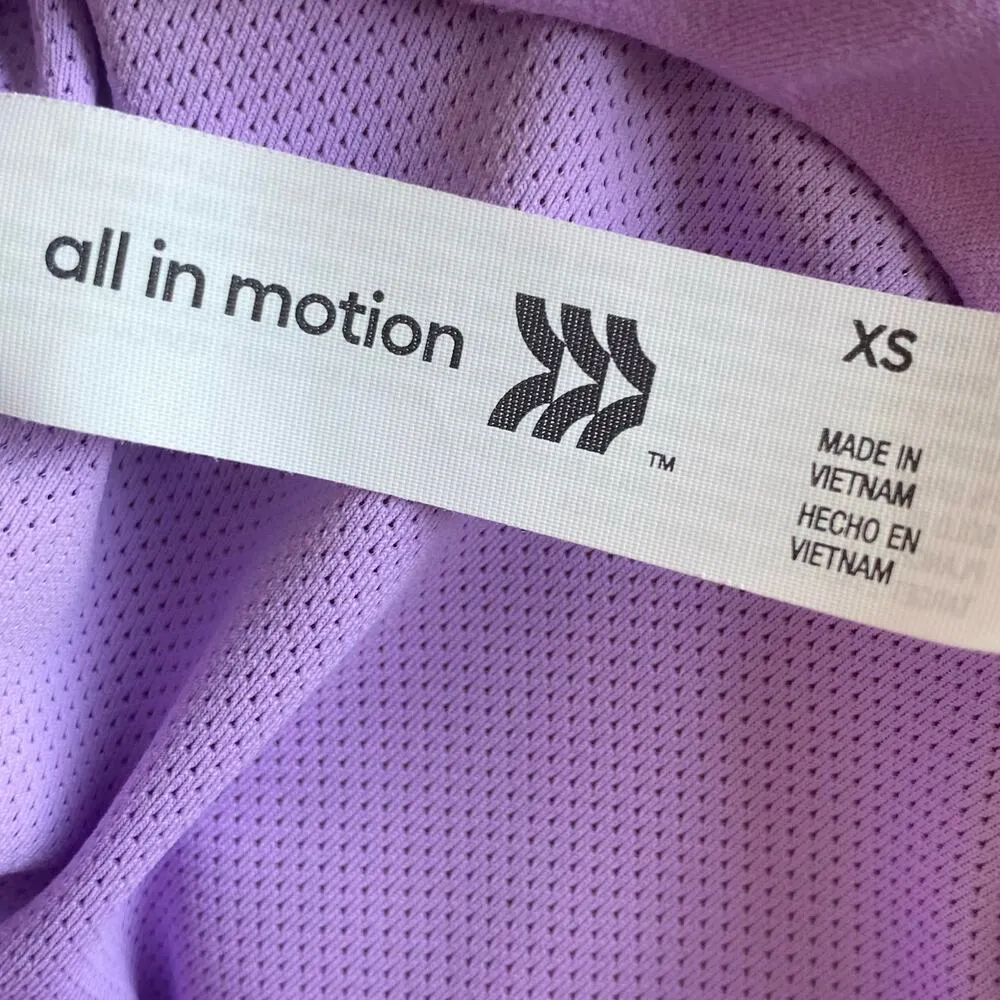 all in motion
TM
XS
MADE IN
VIETNAM
HECHO EN
VIETNAM